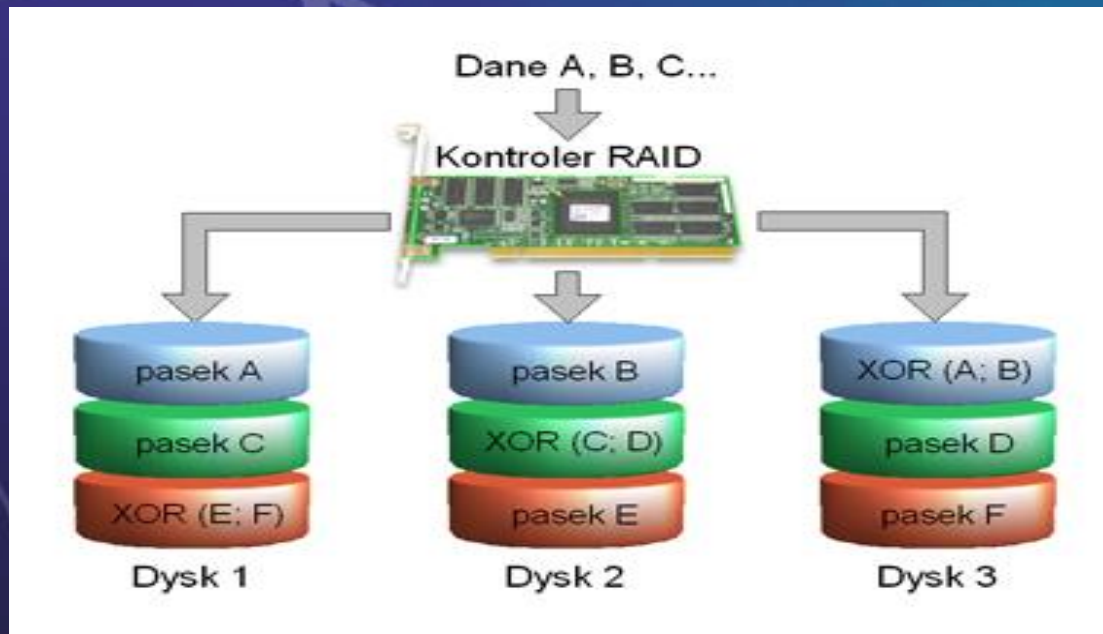 Dane A, B, C...
Kontroler RAID
pasek A
pasek B
XOR (A; B)
pasek C
XOR (C; D)
pasek D
XOR (E; F)
pasek E
pasek F
Dysk 1
Dysk 2
Dysk 3